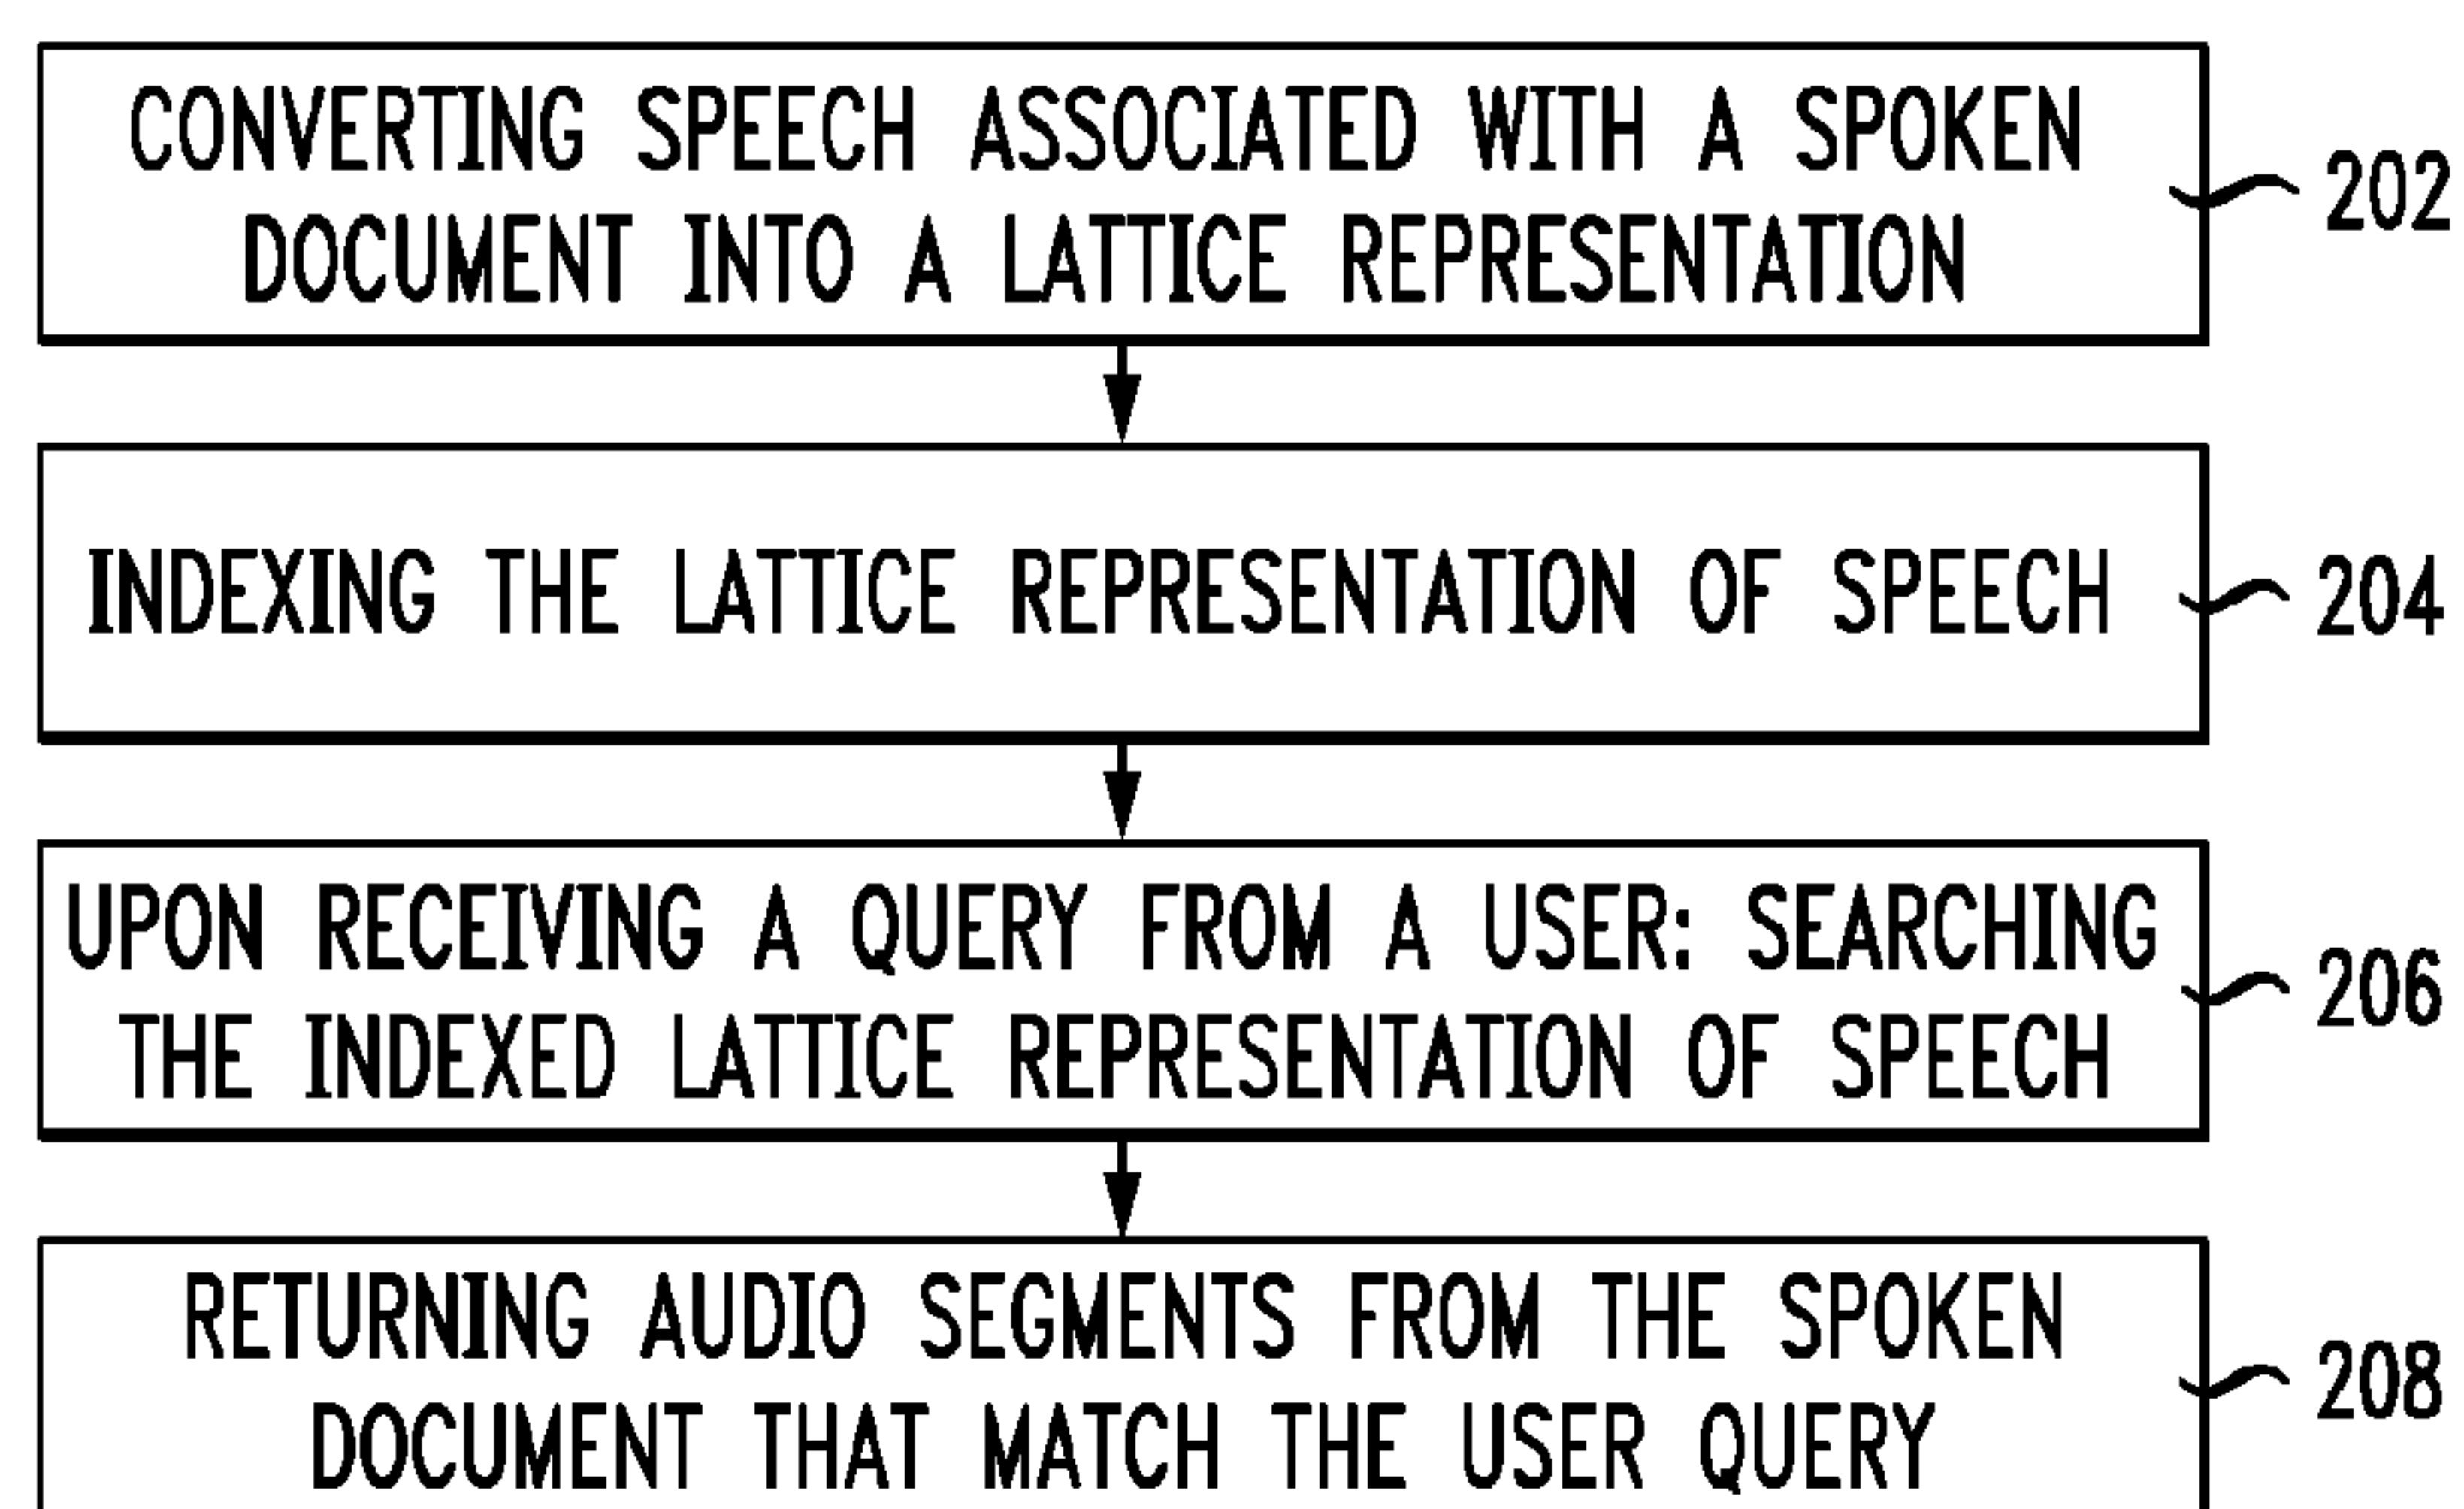 CONVERTING SPEECH ASSOCIATED WITH A SPOKEN
DOCUMENT INTO A LATTICE REPRESENTATION
202
INDEXING THE LATTICE REPRESENTATION OF SPEECH
204
UPON RECEIVING A QUERY FROM A USER: SEARCHING
THE INDEXED LATTICE REPRESENTATION OF SPEECH
206
RETURNING AUDIO SEGMENTS FROM THE SPOKEN
DOCUMENT THAT MATCH THE USER QUERY
208